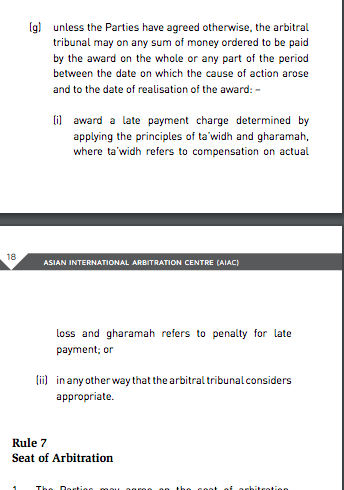 (g) unless the Parties have agreed otherwise, the arbitral
tribunal may on any sum of money ordered to be paid
by the award on the whole or any part of the period
between the date on which the cause of action arose
and to the date of realisation of the award: –
(i) award a late payment charge determined by
applying the principles of ta'widh and gharamah,
where ta'widh refers to compensation on actual
18
ASIAN INTERNATIONAL ARBITRATION CENTRE (AIAC)
loss and gharamah refers to penalty for late
payment; or
(ii) in any other way that the arbitral tribunal considers
appropriate.
Rule 7
Seat of Arbitration
1. The Parties may agree on the seat of arbitration